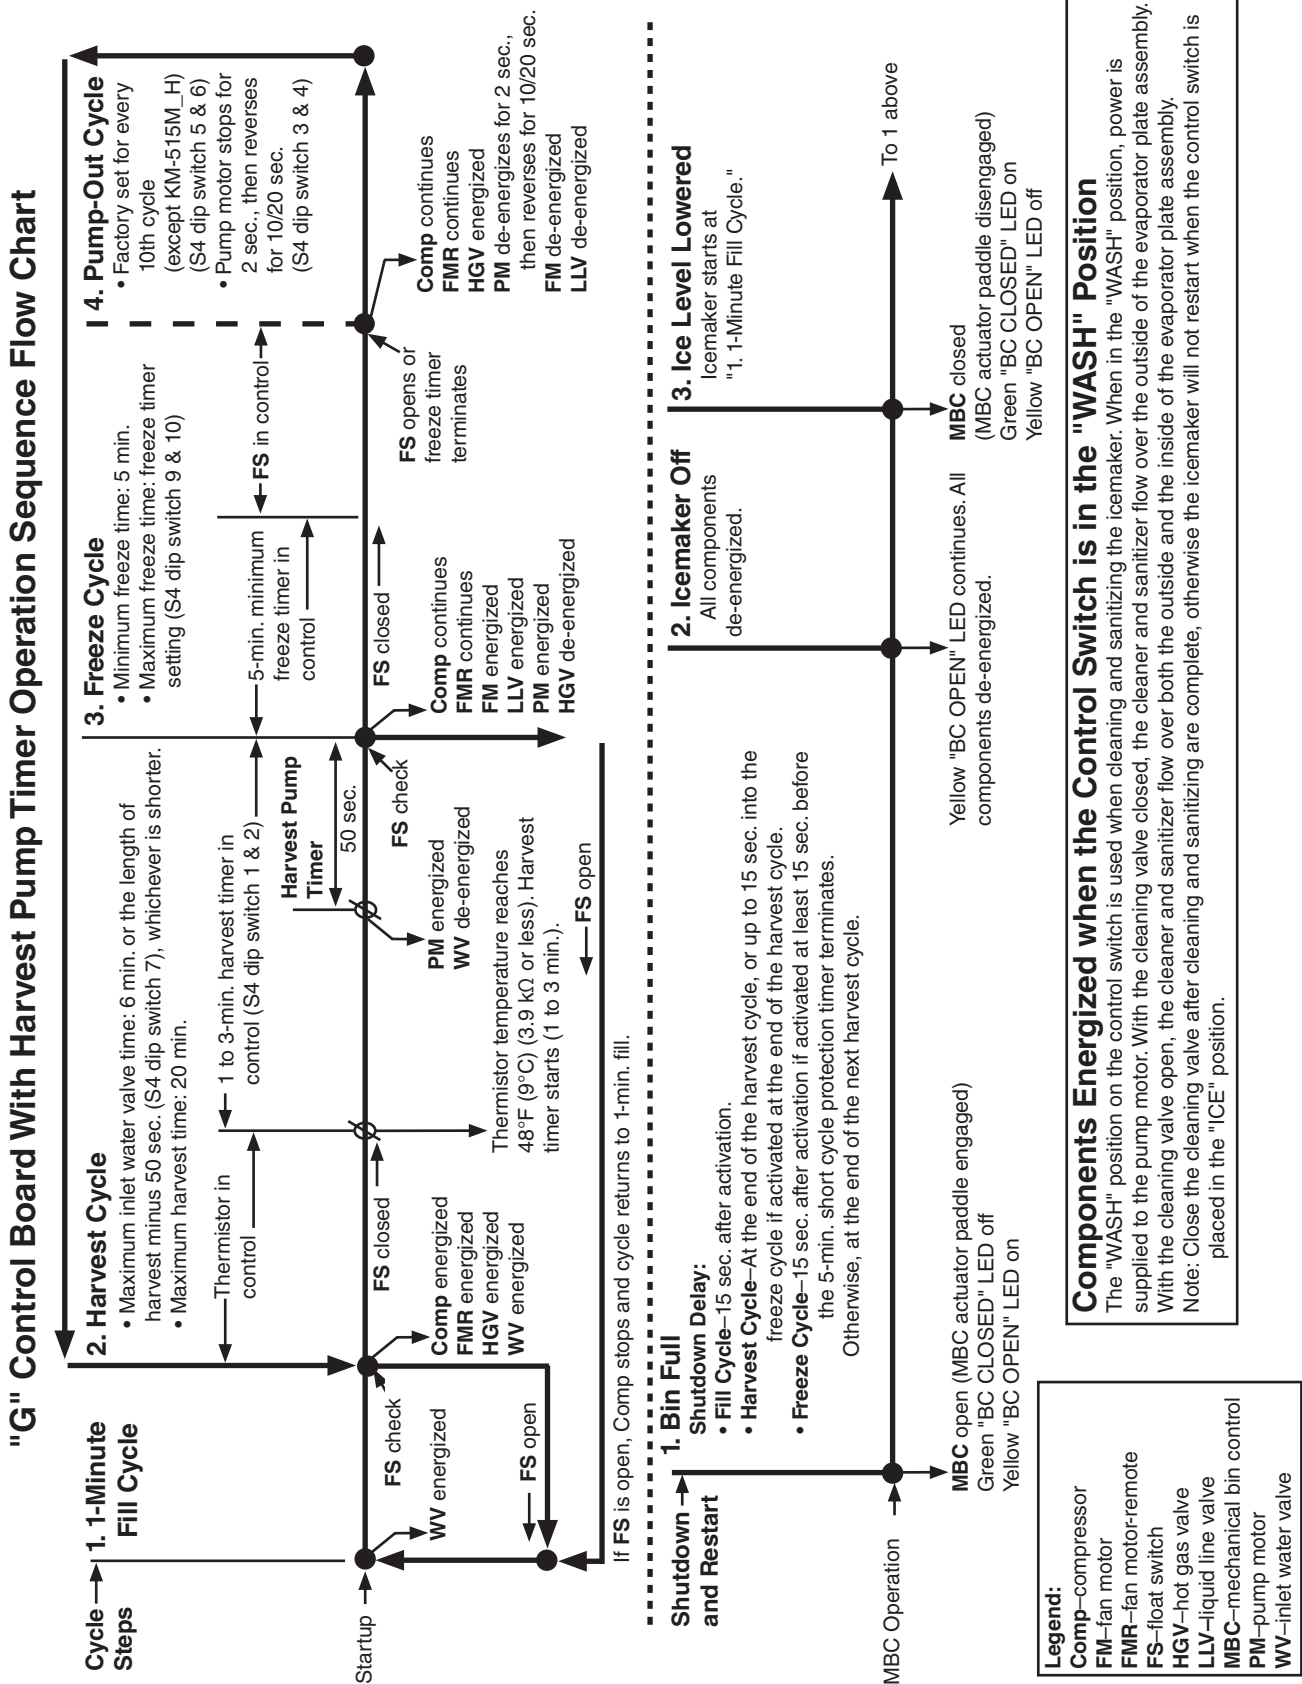 "G" Control Board With Harvest Pump Timer Operation Sequence Flow Chart
Cycle
Steps
1. 1-Minute
Fill Cycle
2. Harvest Cycle
• Maximum inlet water valve time: 6 min. or the length of
harvest minus 50 sec. (S4 dip switch 7), whichever is shorter.
• Maximum harvest time: 20 min.
3. Freeze Cycle
• Minimum freeze time: 5 min.
• Maximum freeze time: freeze timer
setting (S4 dip switch 9 & 10)
4. Pump-Out Cycle
• Factory set for every
10th cycle
(except KM-515M_H)
(S4 dip switch 5 & 6)
• Pump motor stops for
2 sec., then reverses
for 10/20 sec.
(S4 dip switch 3 & 4)
Thermistor in
control
1 to 3-min. harvest timer in
control (S4 dip switch 1 & 2)
5-min. minimum
freeze timer in
control
FS in control
Harvest Pump
Timer
50 sec.
Startup
FS check
FS closed
FS check
FS closed
FS opens or
freeze timer
terminates
WV energized
Comp energized
FMR energized
HGV energized
WV energized
PM energized
WV de-energized
Comp continues
FMR continues
FM energized
LLV energized
PM energized
HGV de-energized
Comp continues
FMR continues
HGV energized
PM de-energizes for 2 sec.,
then reverses for 10/20 sec.
FM de-energized
LLV de-energized
Thermistor temperature reaches
48°F (9°C) (3.9 kΩ or less). Harvest
timer starts (1 to 3 min.).
FS open
FS open
If FS is open, Comp stops and cycle returns to 1-min. fill.
Shutdown
and Restart
1. Bin Full
Shutdown Delay:
• Fill Cycle–15 sec. after activation.
• Harvest Cycle–At the end of the harvest cycle, or up to 15 sec. into the
freeze cycle if activated at the end of the harvest cycle.
• Freeze Cycle–15 sec. after activation if activated at least 15 sec. before
the 5-min. short cycle protection timer terminates.
Otherwise, at the end of the next harvest cycle.
2. Icemaker Off
All components
de-energized.
3. Ice Level Lowered
Icemaker starts at
"1. 1-Minute Fill Cycle."
MBC Operation
To 1 above
MBC open (MBC actuator paddle engaged)
Green "BC CLOSED" LED off
Yellow "BC OPEN" LED on
Yellow "BC OPEN" LED continues. All
components de-energized.
MBC closed
(MBC actuator paddle disengaged)
Green "BC CLOSED" LED on
Yellow "BC OPEN" LED off
Legend:
Comp–compressor
FM–fan motor
FMR–fan motor-remote
FS–float switch
HGV–hot gas valve
LLV–liquid line valve
MBC–mechanical bin control
PM–pump motor
WV–inlet water valve
Components Energized when the Control Switch is in the "WASH" Position
The "WASH" position on the control switch is used when cleaning and sanitizing the icemaker. When in the "WASH" position, power is
supplied to the pump motor. With the cleaning valve closed, the cleaner and sanitizer flow over the outside of the evaporator plate assembly.
With the cleaning valve open, the cleaner and sanitizer flow over both the outside and the inside of the evaporator plate assembly.
Note: Close the cleaning valve after cleaning and sanitizing are complete, otherwise the icemaker will not restart when the control switch is
placed in the "ICE" position.